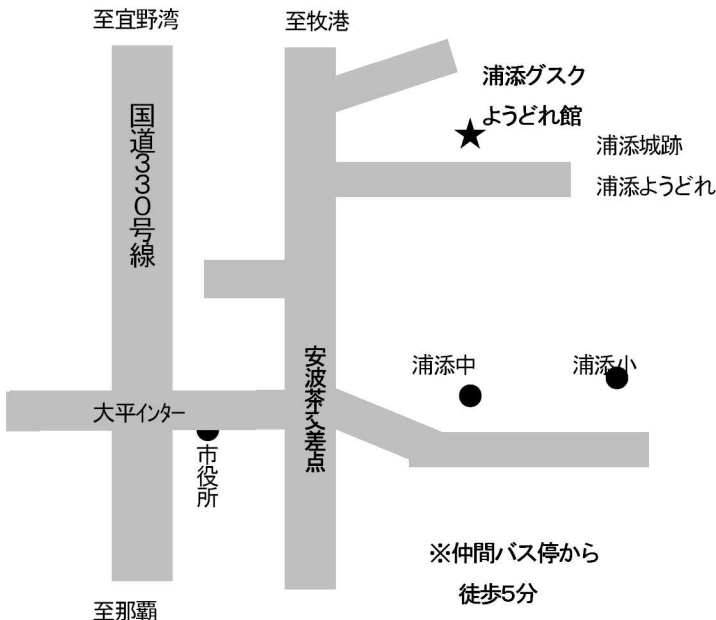 至宜野湾
至牧港
浦添グスク
ようどれ館
国道330号線
浦添城跡
浦添ようどれ
安波茶交差点
浦添中
浦添小
大平インター
市役所
※仲間バス停から
徒歩5分
至那覇